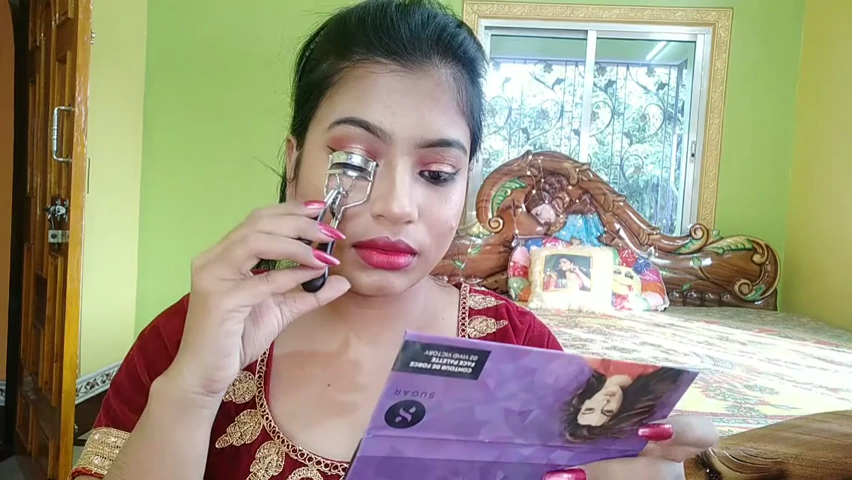 CONTOUR DE FORCE
FACE PALETTE
02 VIVID VICTORY
SUGAR